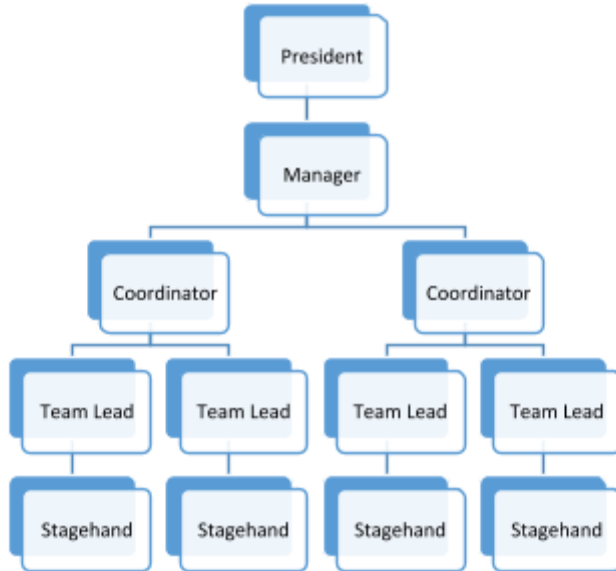 President
Manager
Coordinator
Coordinator
Team Lead
Team Lead
Team Lead
Team Lead
Stagehand
Stagehand
Stagehand
Stagehand